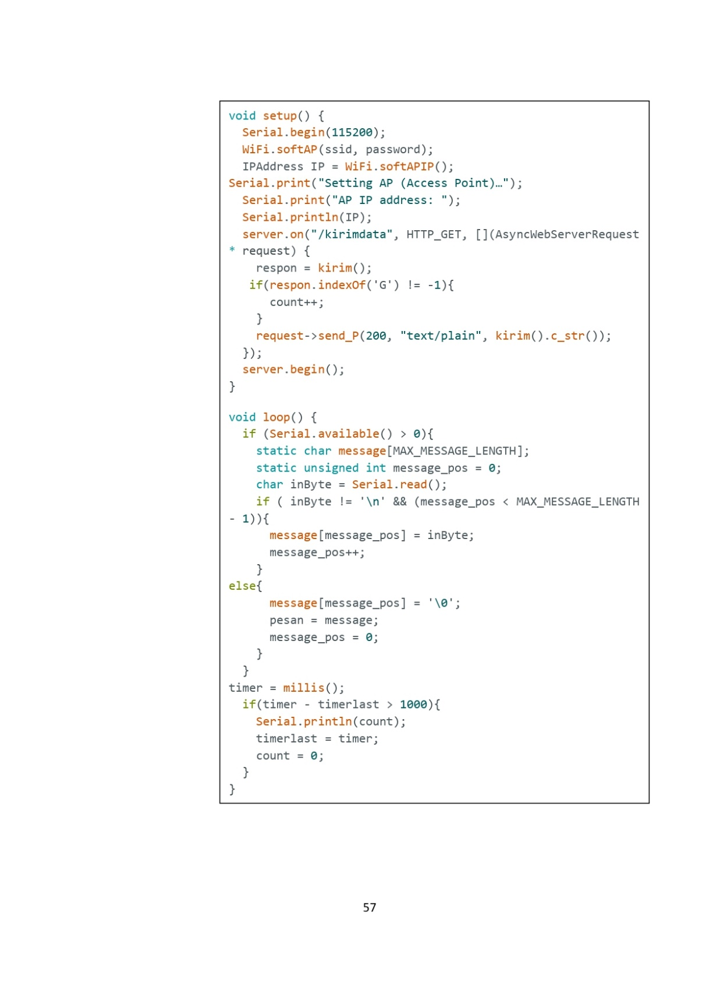 void setup() {
  Serial.begin(115200);
  WiFi.softAP(ssid, password);
  IPAddress IP = WiFi.softAPIP();
Serial.print("Setting AP (Access Point)…");
  Serial.print("AP IP address: ");
  Serial.println(IP);
  server.on("/kirimdata", HTTP_GET, [](AsyncWebServerRequest
* request) {
    respon = kirim();
   if(respon.indexOf('G') != -1){
      count++;
    }
    request->send_P(200, "text/plain", kirim().c_str());
  });
  server.begin();
}

void loop() {
  if (Serial.available() > 0){
    static char message[MAX_MESSAGE_LENGTH];
    static unsigned int message_pos = 0;
    char inByte = Serial.read();
    if ( inByte != '\n' && (message_pos < MAX_MESSAGE_LENGTH
- 1)){
      message[message_pos] = inByte;
      message_pos++;
    }
else{
      message[message_pos] = '\0';
      pesan = message;
      message_pos = 0;
    }
  }
timer = millis();
  if(timer - timerlast > 1000){
    Serial.println(count);
    timerlast = timer;
    count = 0;
  }
}
57